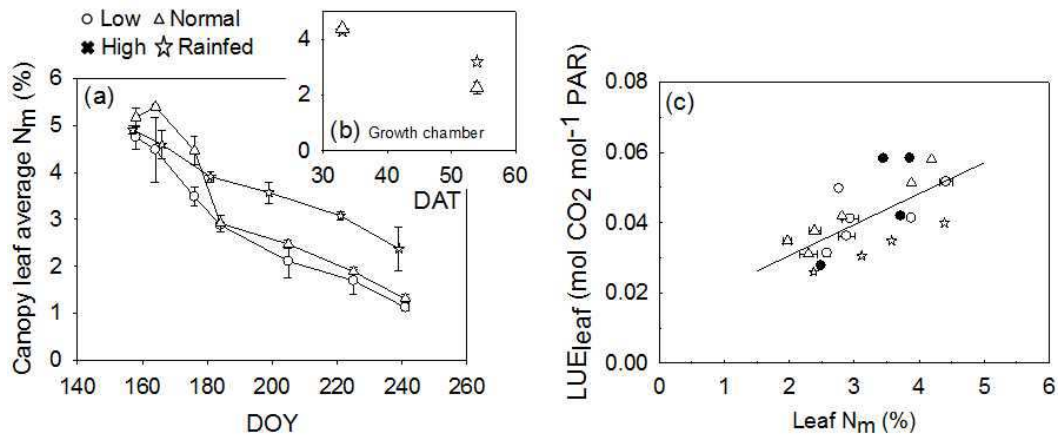 Low Normal
High Rainfed
Canopy leaf average Nm (%)
6
5
4
3
2
1
0
(a)
140 160 180 200 220 240 260
DOY
4
2
(b) Growth chamber
30 40 50 60
DAT
LUEleaf (mol CO2 mol-1 PAR)
0.08
0.06
0.04
0.02
0.00
(c)
0 1 2 3 4 5 6
Leaf Nm (%)